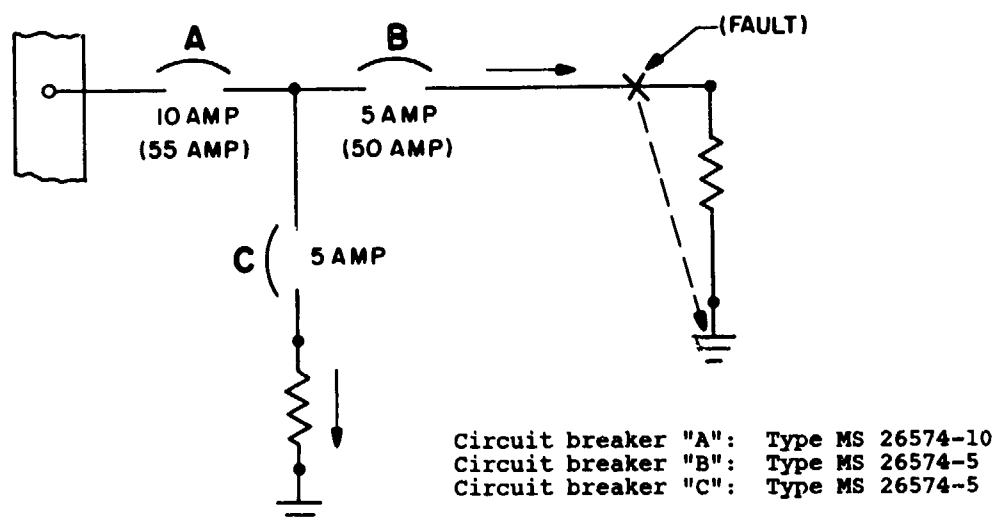 A
B
(FAULT)
10 AMP
(55 AMP)
5 AMP
(50 AMP)
C
5 AMP
Circuit breaker "A": Type MS 26574-10
Circuit breaker "B": Type MS 26574-5
Circuit breaker "C": Type MS 26574-5